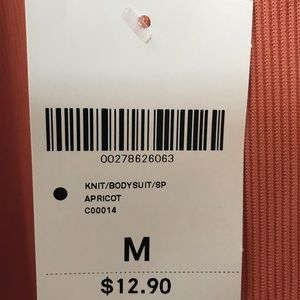 00278626063
KNIT/BODYSUIT/SP
APRICOT
C00014
M
$12.90